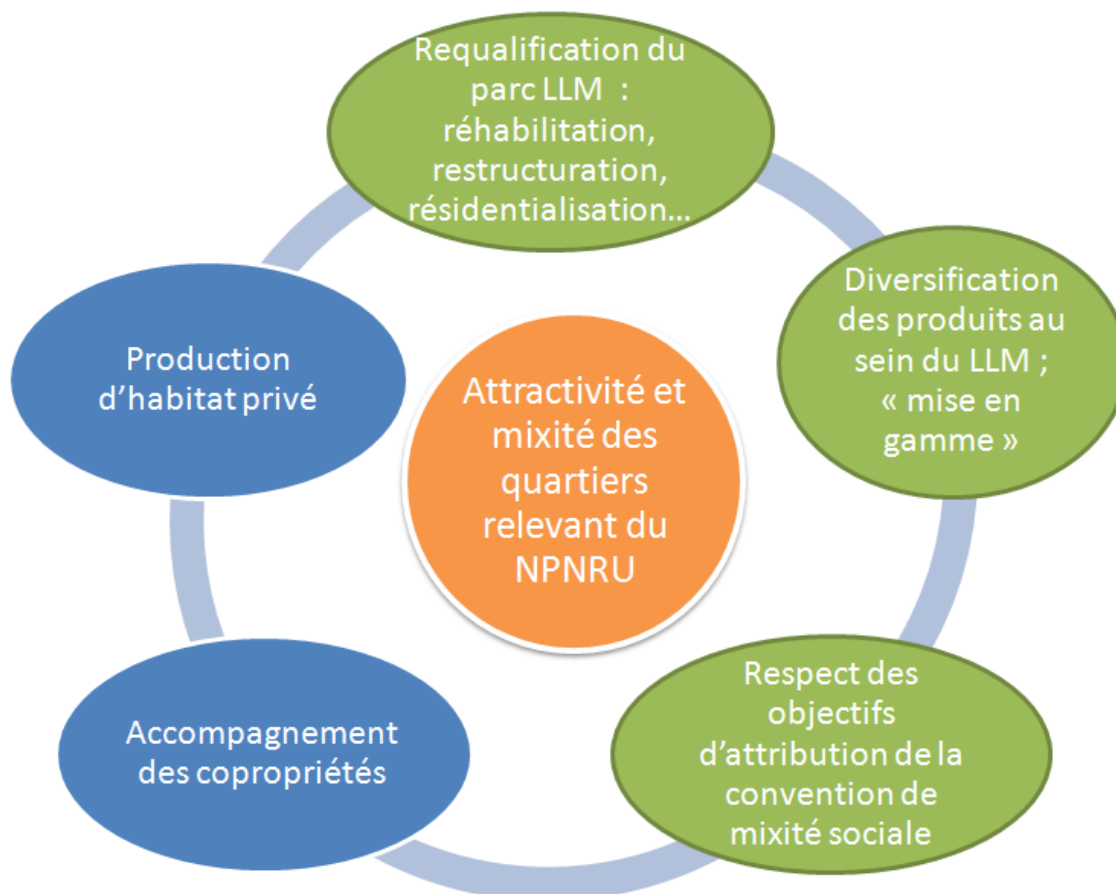 Requalification du
parc LLM :
réhabilitation,
restructuration,
résidentialisation…
Diversification
des produits au
sein du LLM ;
« mise en
gamme »
Respect des
objectifs
d’attribution de la
convention de
mixité sociale
Accompagnement
des copropriétés
Production
d’habitat privé
Attractivité et
mixité des
quartiers
relevant du
NPNRU